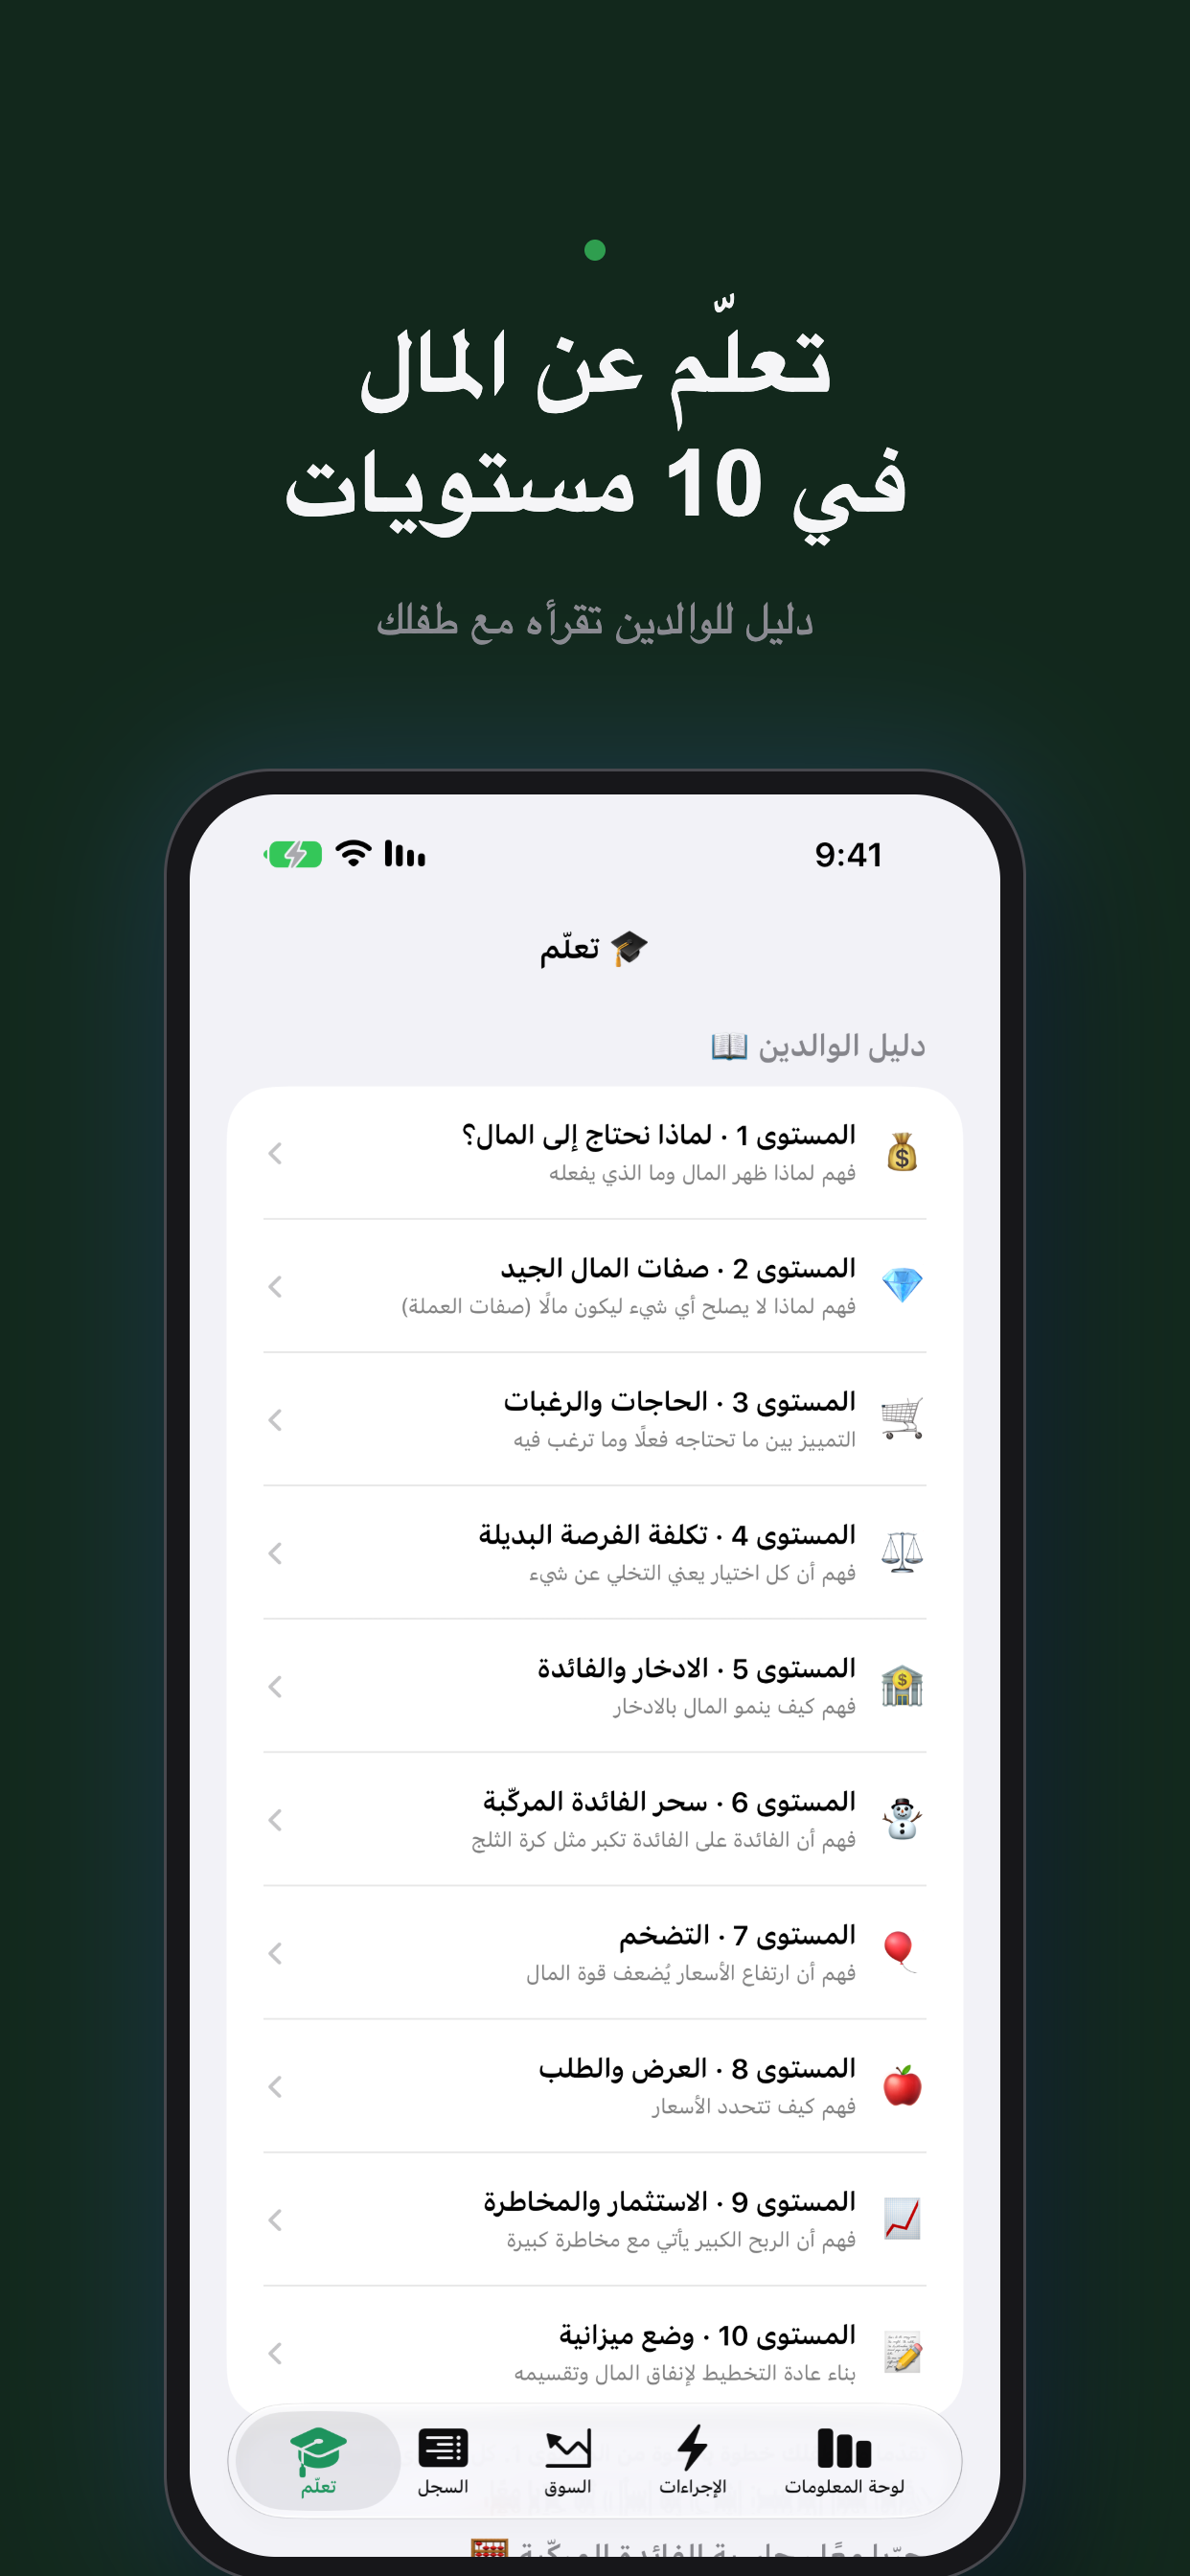 تعلّم عن المال
في 10 مستويات
دليل للوالدين تقرأه مع طفلك
9:41
🎓 تعلّم
دليل الوالدين 📖
المستوى 1 · لماذا نحتاج إلى المال؟
فهم لماذا ظهر المال وما الذي يفعله
المستوى 2 · صفات المال الجيد
فهم لماذا لا يصلح أي شيء ليكون مالًا (صفات العملة)
المستوى 3 · الحاجات والرغبات
التمييز بين ما تحتاجه فعلًا وما ترغب فيه
المستوى 4 · تكلفة الفرصة البديلة
فهم أن كل اختيار يعني التخلي عن شيء
المستوى 5 · الادخار والفائدة
فهم كيف ينمو المال بالادخار
المستوى 6 · سحر الفائدة المركّبة
فهم أن الفائدة على الفائدة تكبر مثل كرة الثلج
المستوى 7 · التضخم
فهم أن ارتفاع الأسعار يُضعف قوة المال
المستوى 8 · العرض والطلب
فهم كيف تتحدد الأسعار
المستوى 9 · الاستثمار والمخاطرة
فهم أن الربح الكبير يأتي مع مخاطرة كبيرة
المستوى 10 · وضع ميزانية
بناء عادة التخطيط لإنفاق المال وتقسيمه
لوحة المعلومات
الإجراءات
السوق
السجل
تعلّم